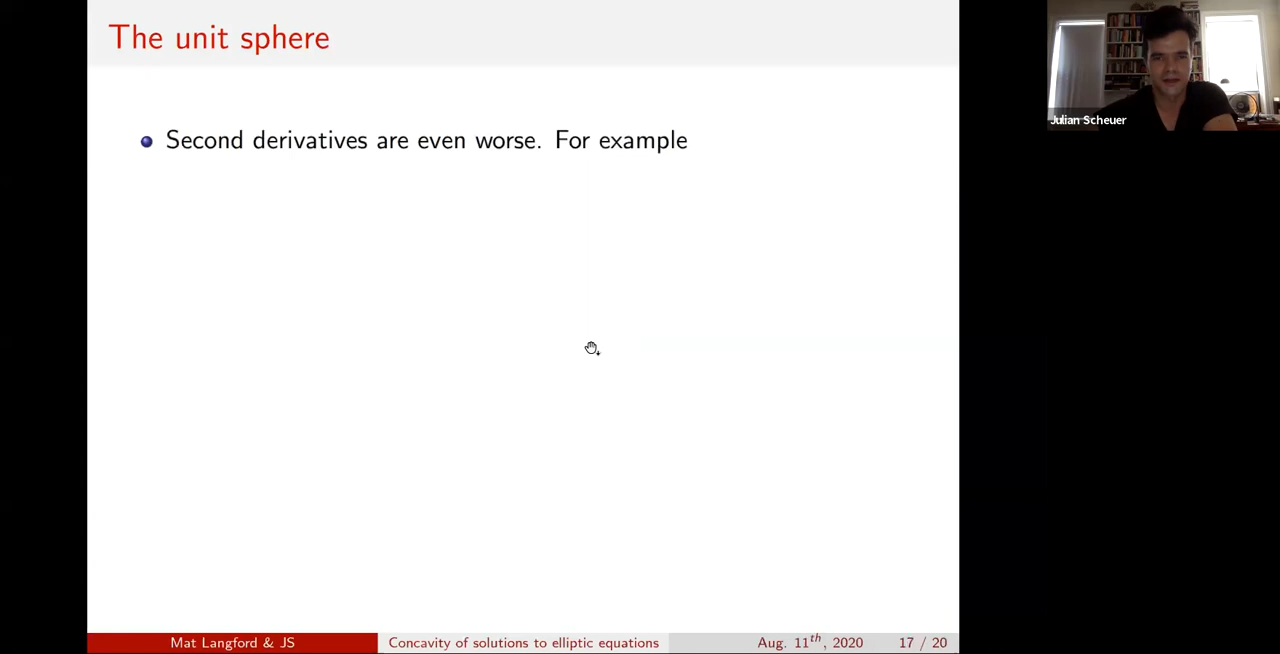 The unit sphere
Julian Scheuer
Second derivatives are even worse. For example
Mat Langford & JS
Concavity of solutions to elliptic equations
Aug. 11th, 2020
17 / 20